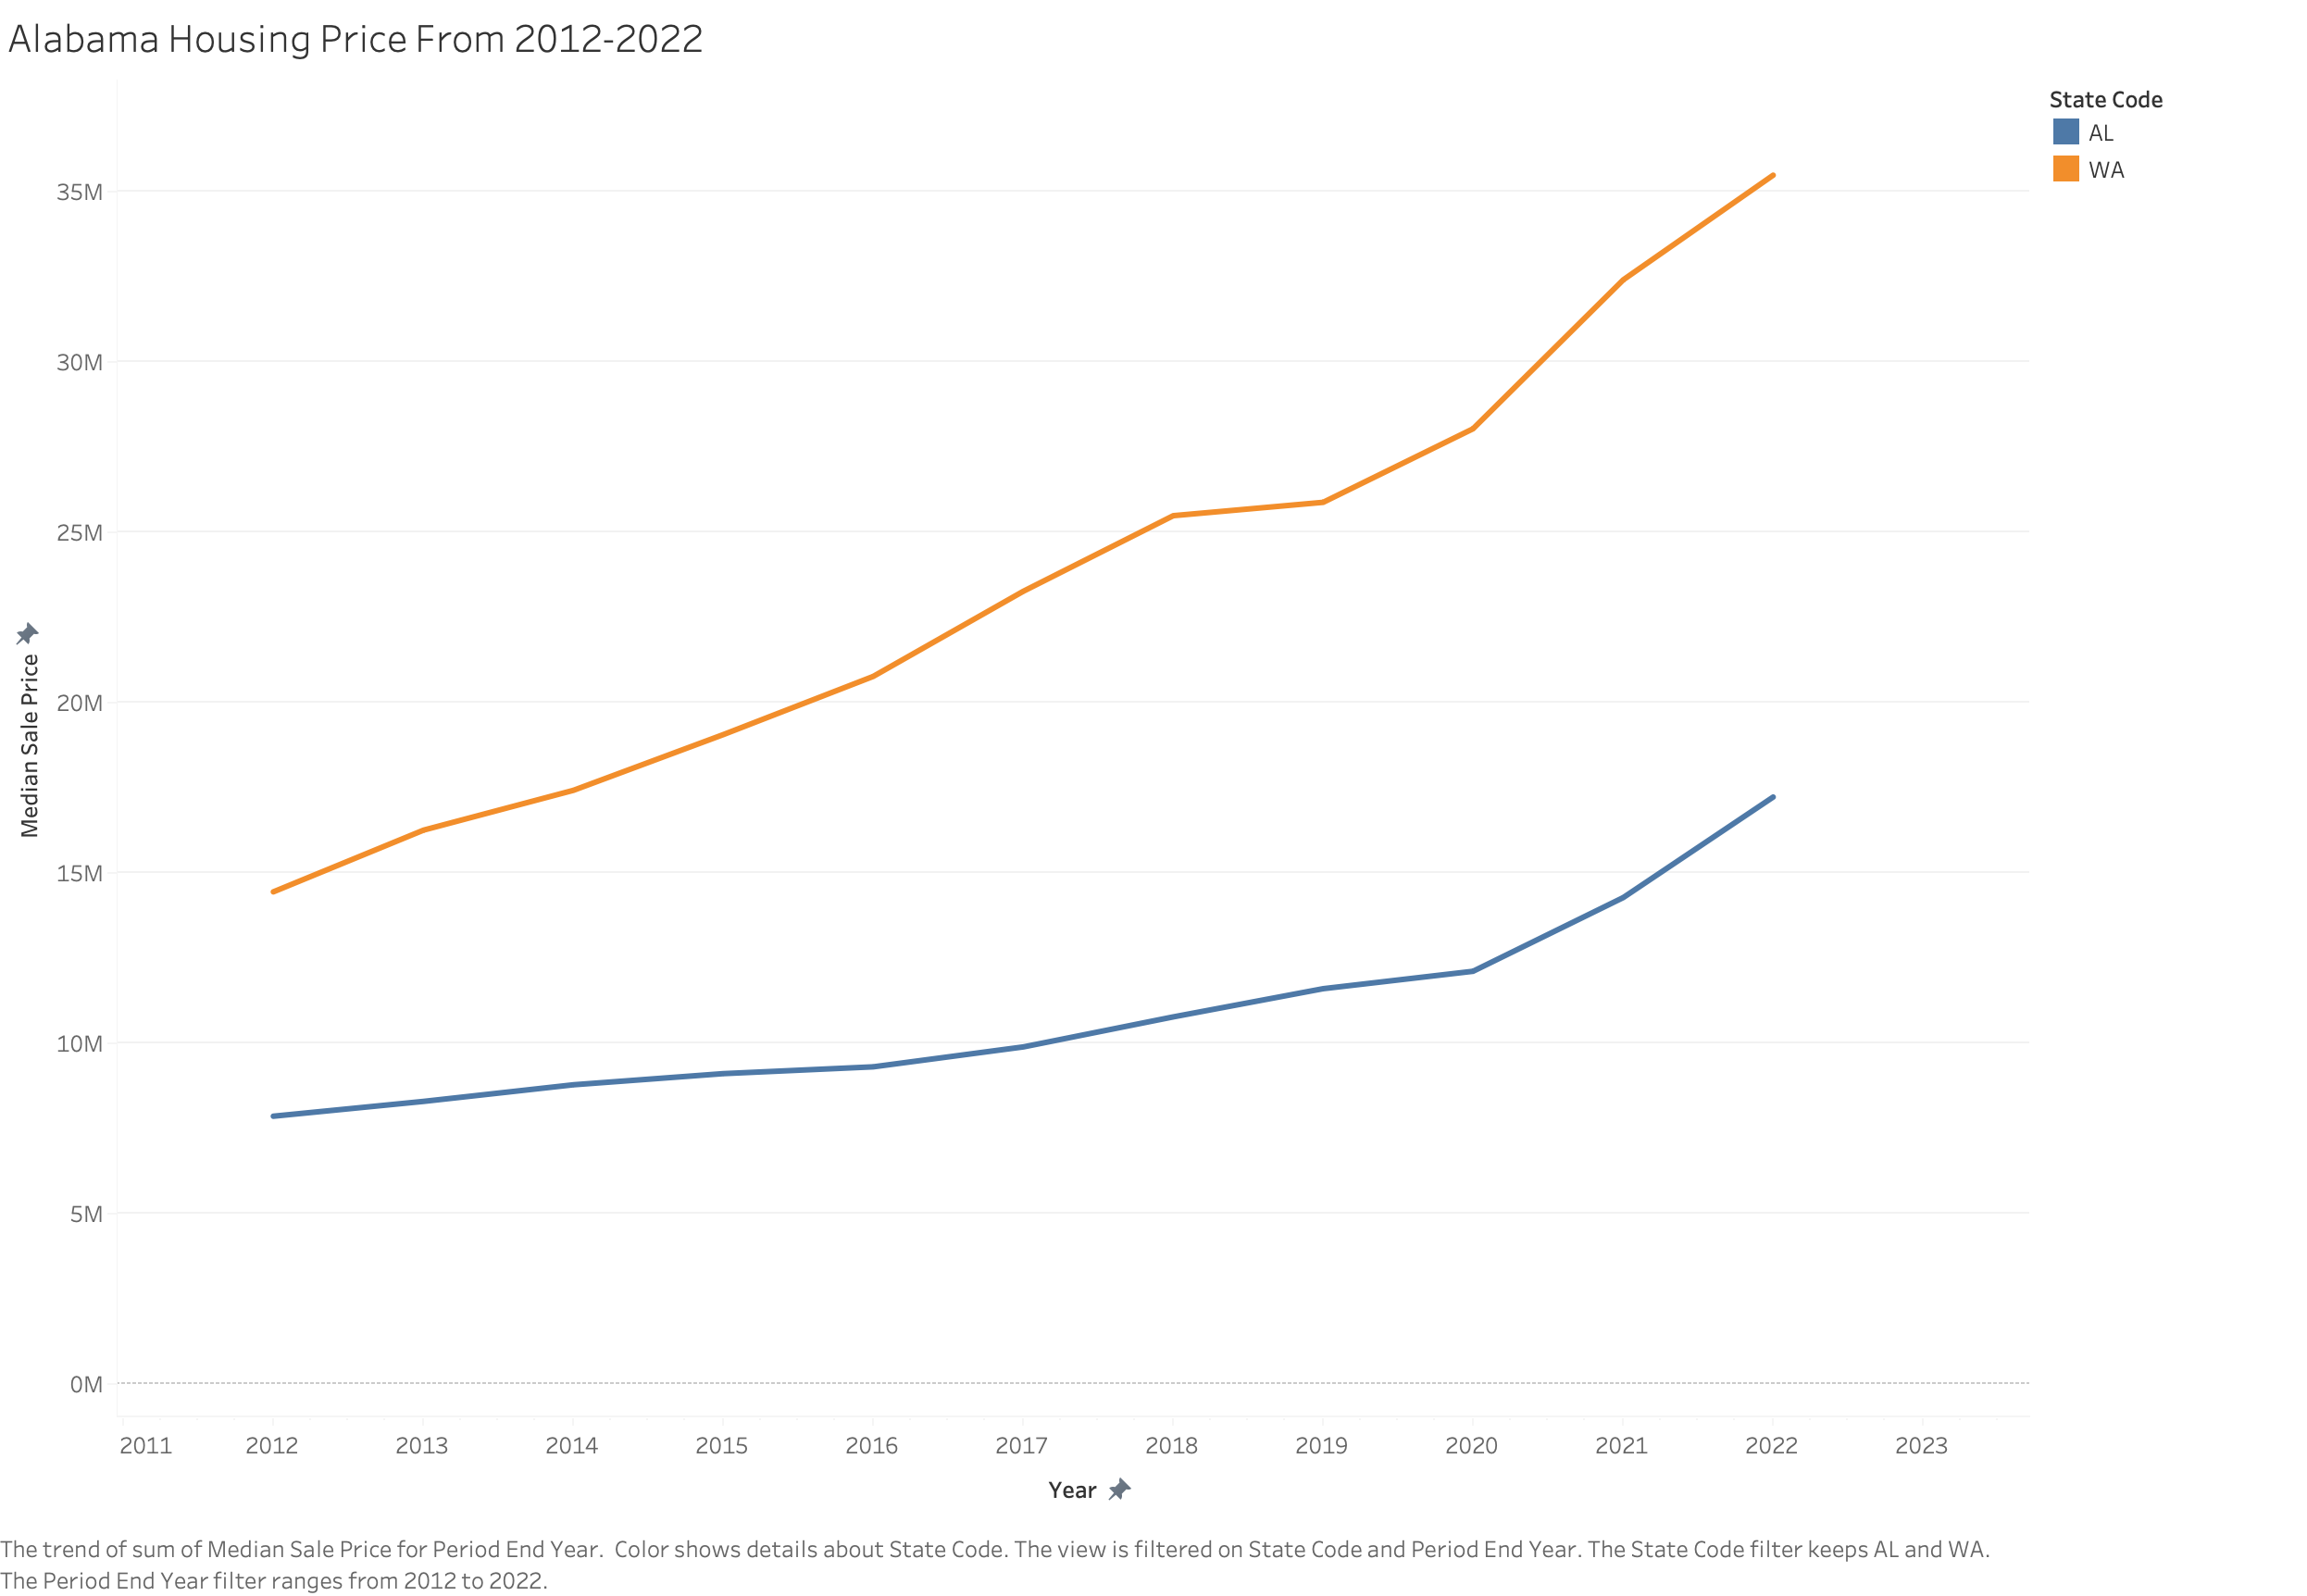 Alabama Housing Price From 2012-2022
State Code
AL
WA
35M
30M
25M
20M
15M
10M
5M
0M
Median Sale Price
2011 2012 2013 2014 2015 2016 2017 2018 2019 2020 2021 2022 2023
Year
The trend of sum of Median Sale Price for Period End Year.  Color shows details about State Code. The view is filtered on State Code and Period End Year. The State Code filter keeps AL and WA.
The Period End Year filter ranges from 2012 to 2022.